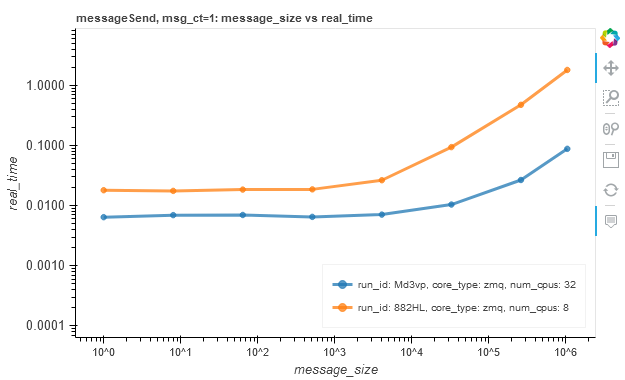 messageSend, msg_ct=1: message_size vs real_time
1.0000
0.1000
0.0100
0.0010
0.0001
real_time
run_id: Md3vp, core_type: zmq, num_cpus: 32
run_id: 882HL, core_type: zmq, num_cpus: 8
10^0
10^1
10^2
10^3
10^4
10^5
10^6
message_size